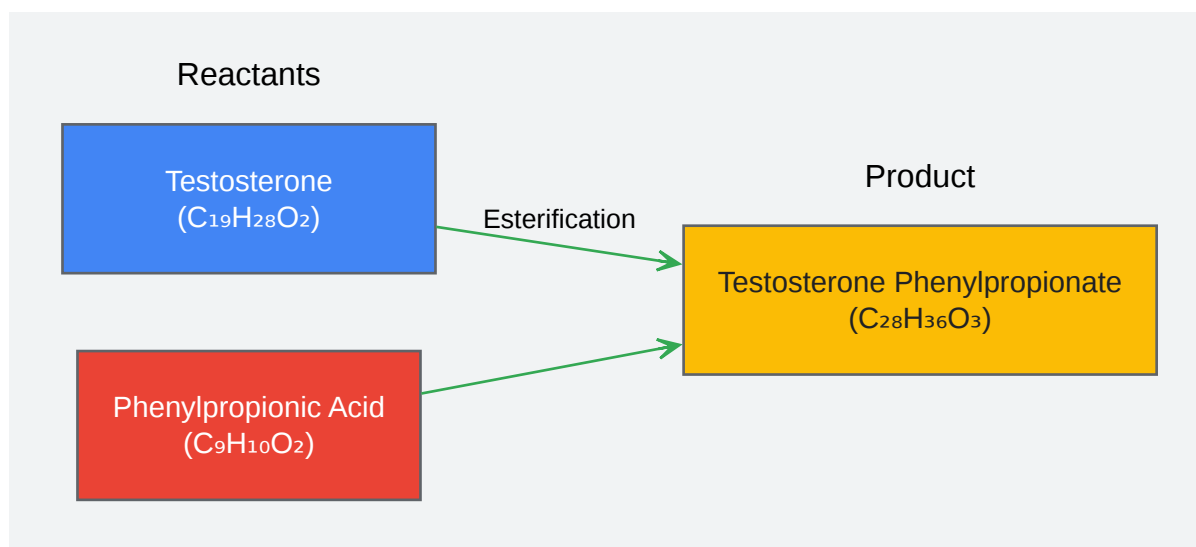 Reactants
Testosterone
(C₁₉H₂₈O₂)
Esterification
Product
Testosterone Phenylpropionate
(C₂₈H₃₆O₃)
Phenylpropionic Acid
(C₉H₁₀O₂)